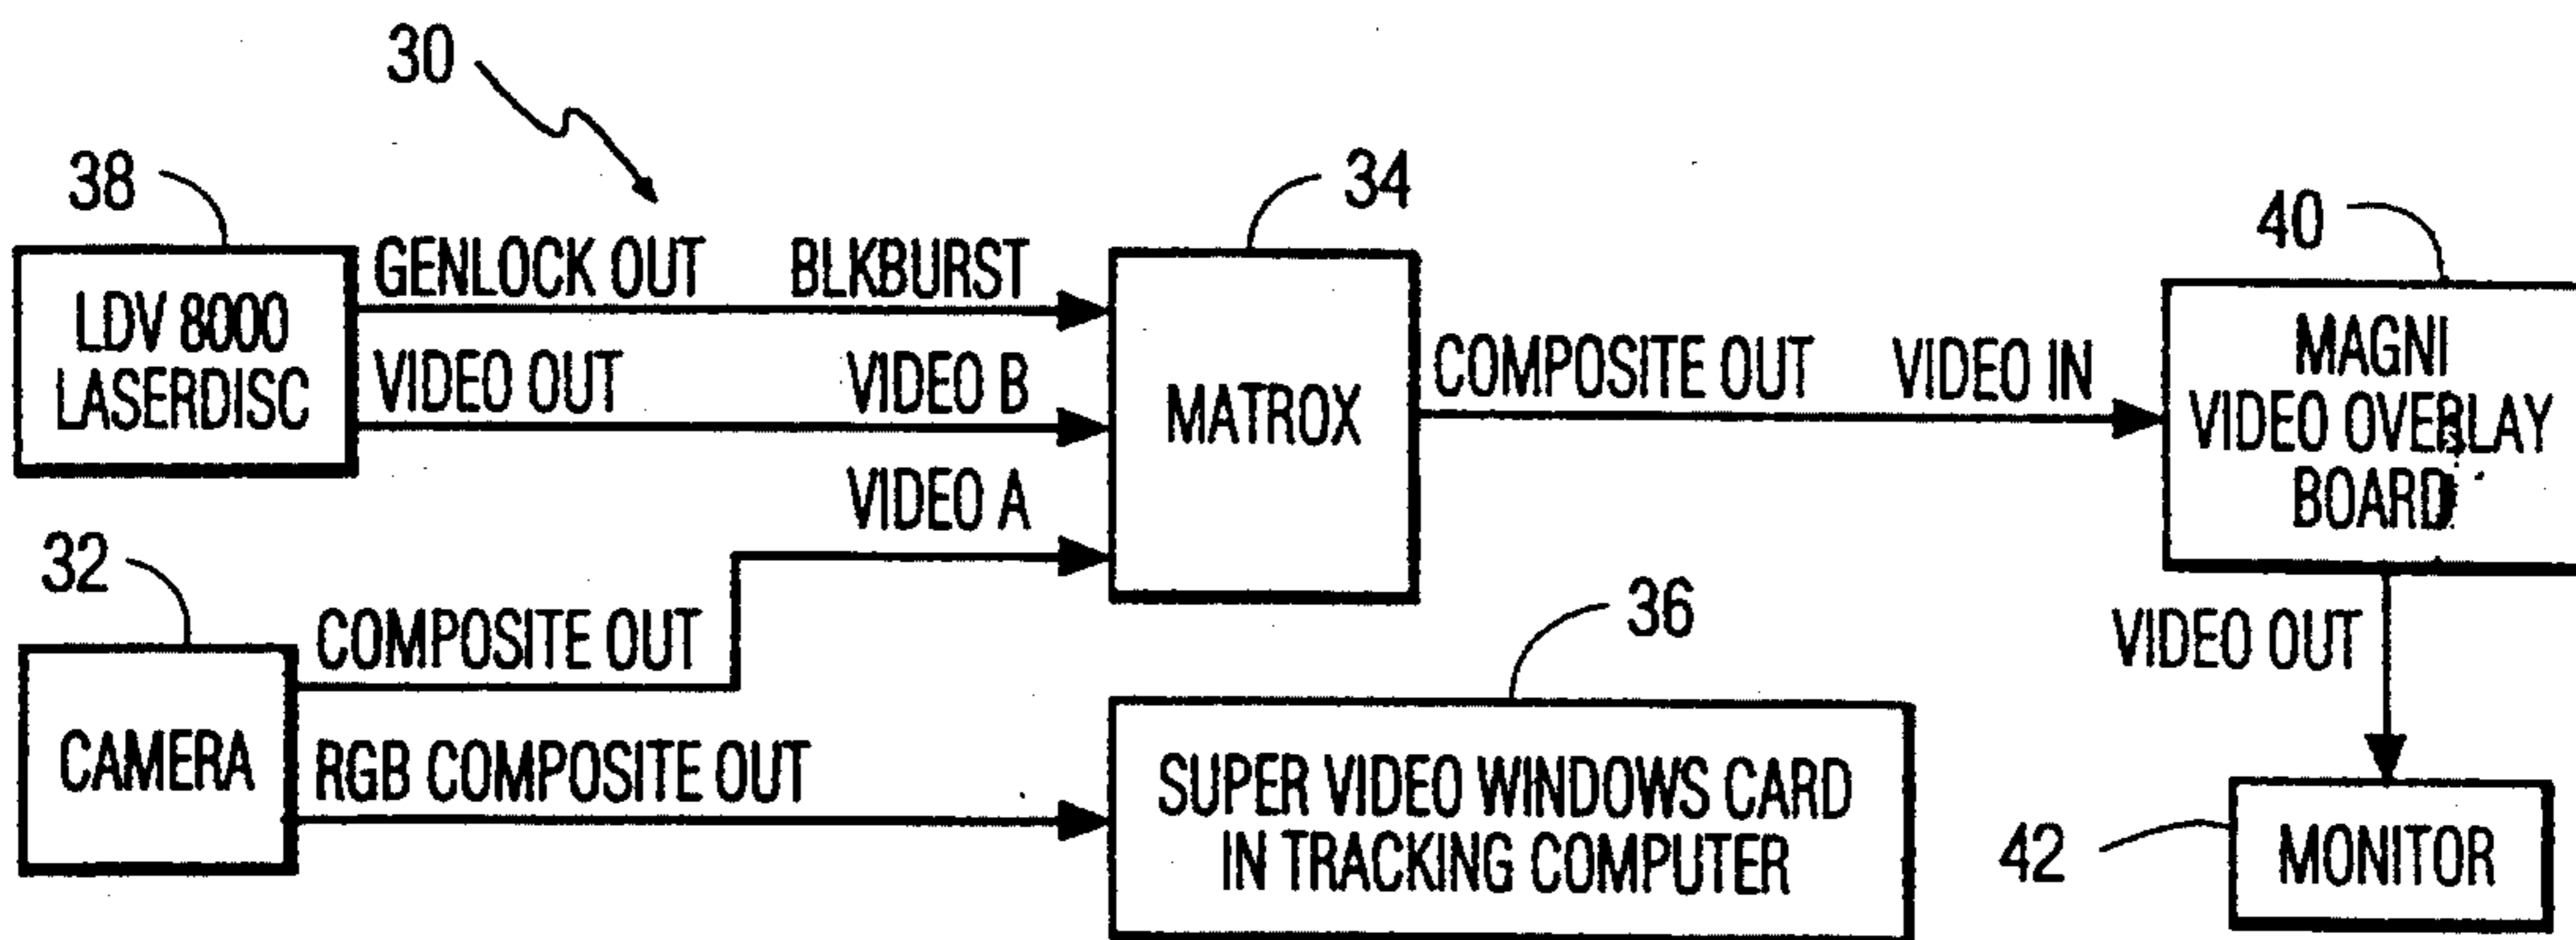 30
38
34
40
GENLOCK OUT BLKBURST
LDV 8000
LASERDISC
VIDEO OUT VIDEO B
MATROX
COMPOSITE OUT VIDEO IN
MAGNI
VIDEO OVERLAY
BOARD
VIDEO A
32
COMPOSITE OUT
36
VIDEO OUT
CAMERA
RGB COMPOSITE OUT
SUPER VIDEO WINDOWS CARD
IN TRACKING COMPUTER
42
MONITOR